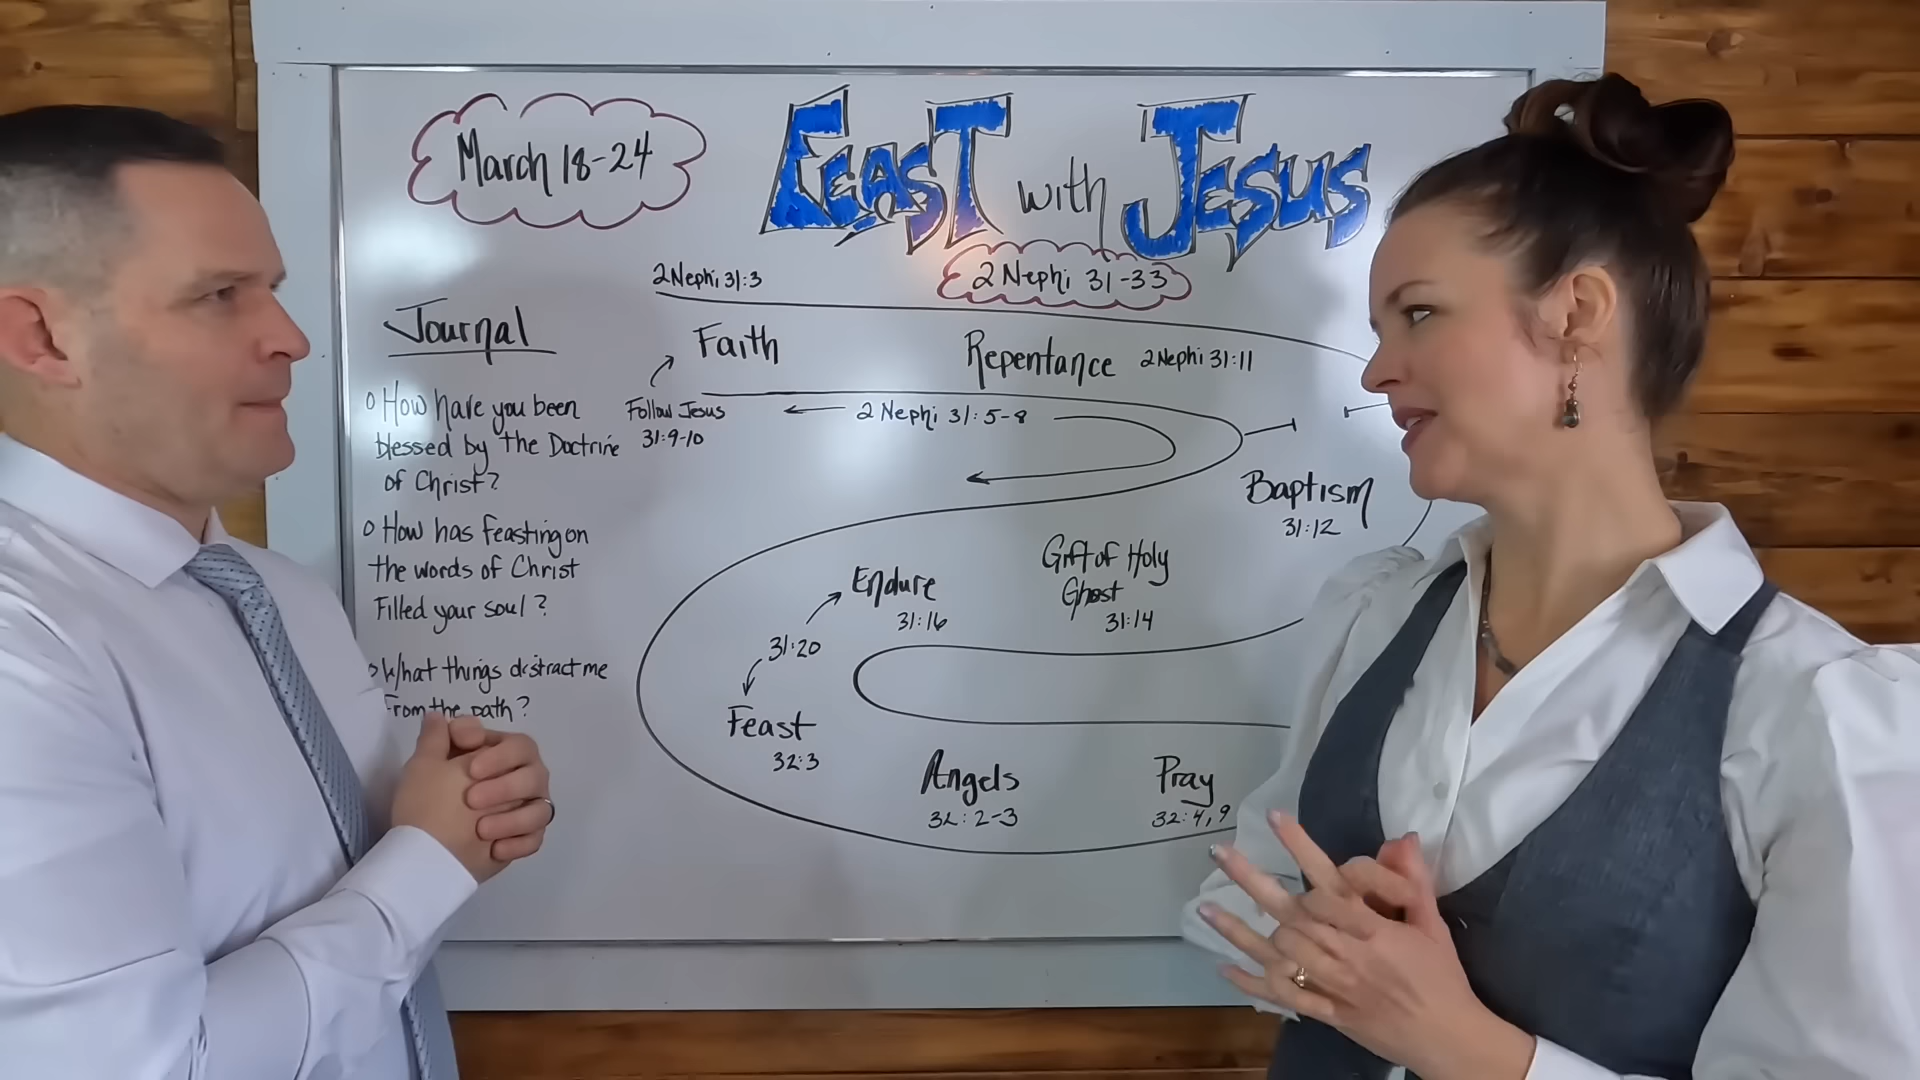 March 18-24
FEAST with JESUS
2 Nephi 31-33
2 Nephi 31:3
Journal
o How have you been
blessed by the Doctrine
of Christ?
o How has feasting on
the words of Christ
Filled your soul?
o What things distract me
From the path?
Faith
Repentance 2 Nephi 31:11
Follow Jesus
31:9-10
2 Nephi 31:5-8
Baptism
31:12
Gift of Holy
Ghost
31:14
Endure
31:16
31:20
Feast
32:3
Angels
32:2-3
Pray
32:4,9